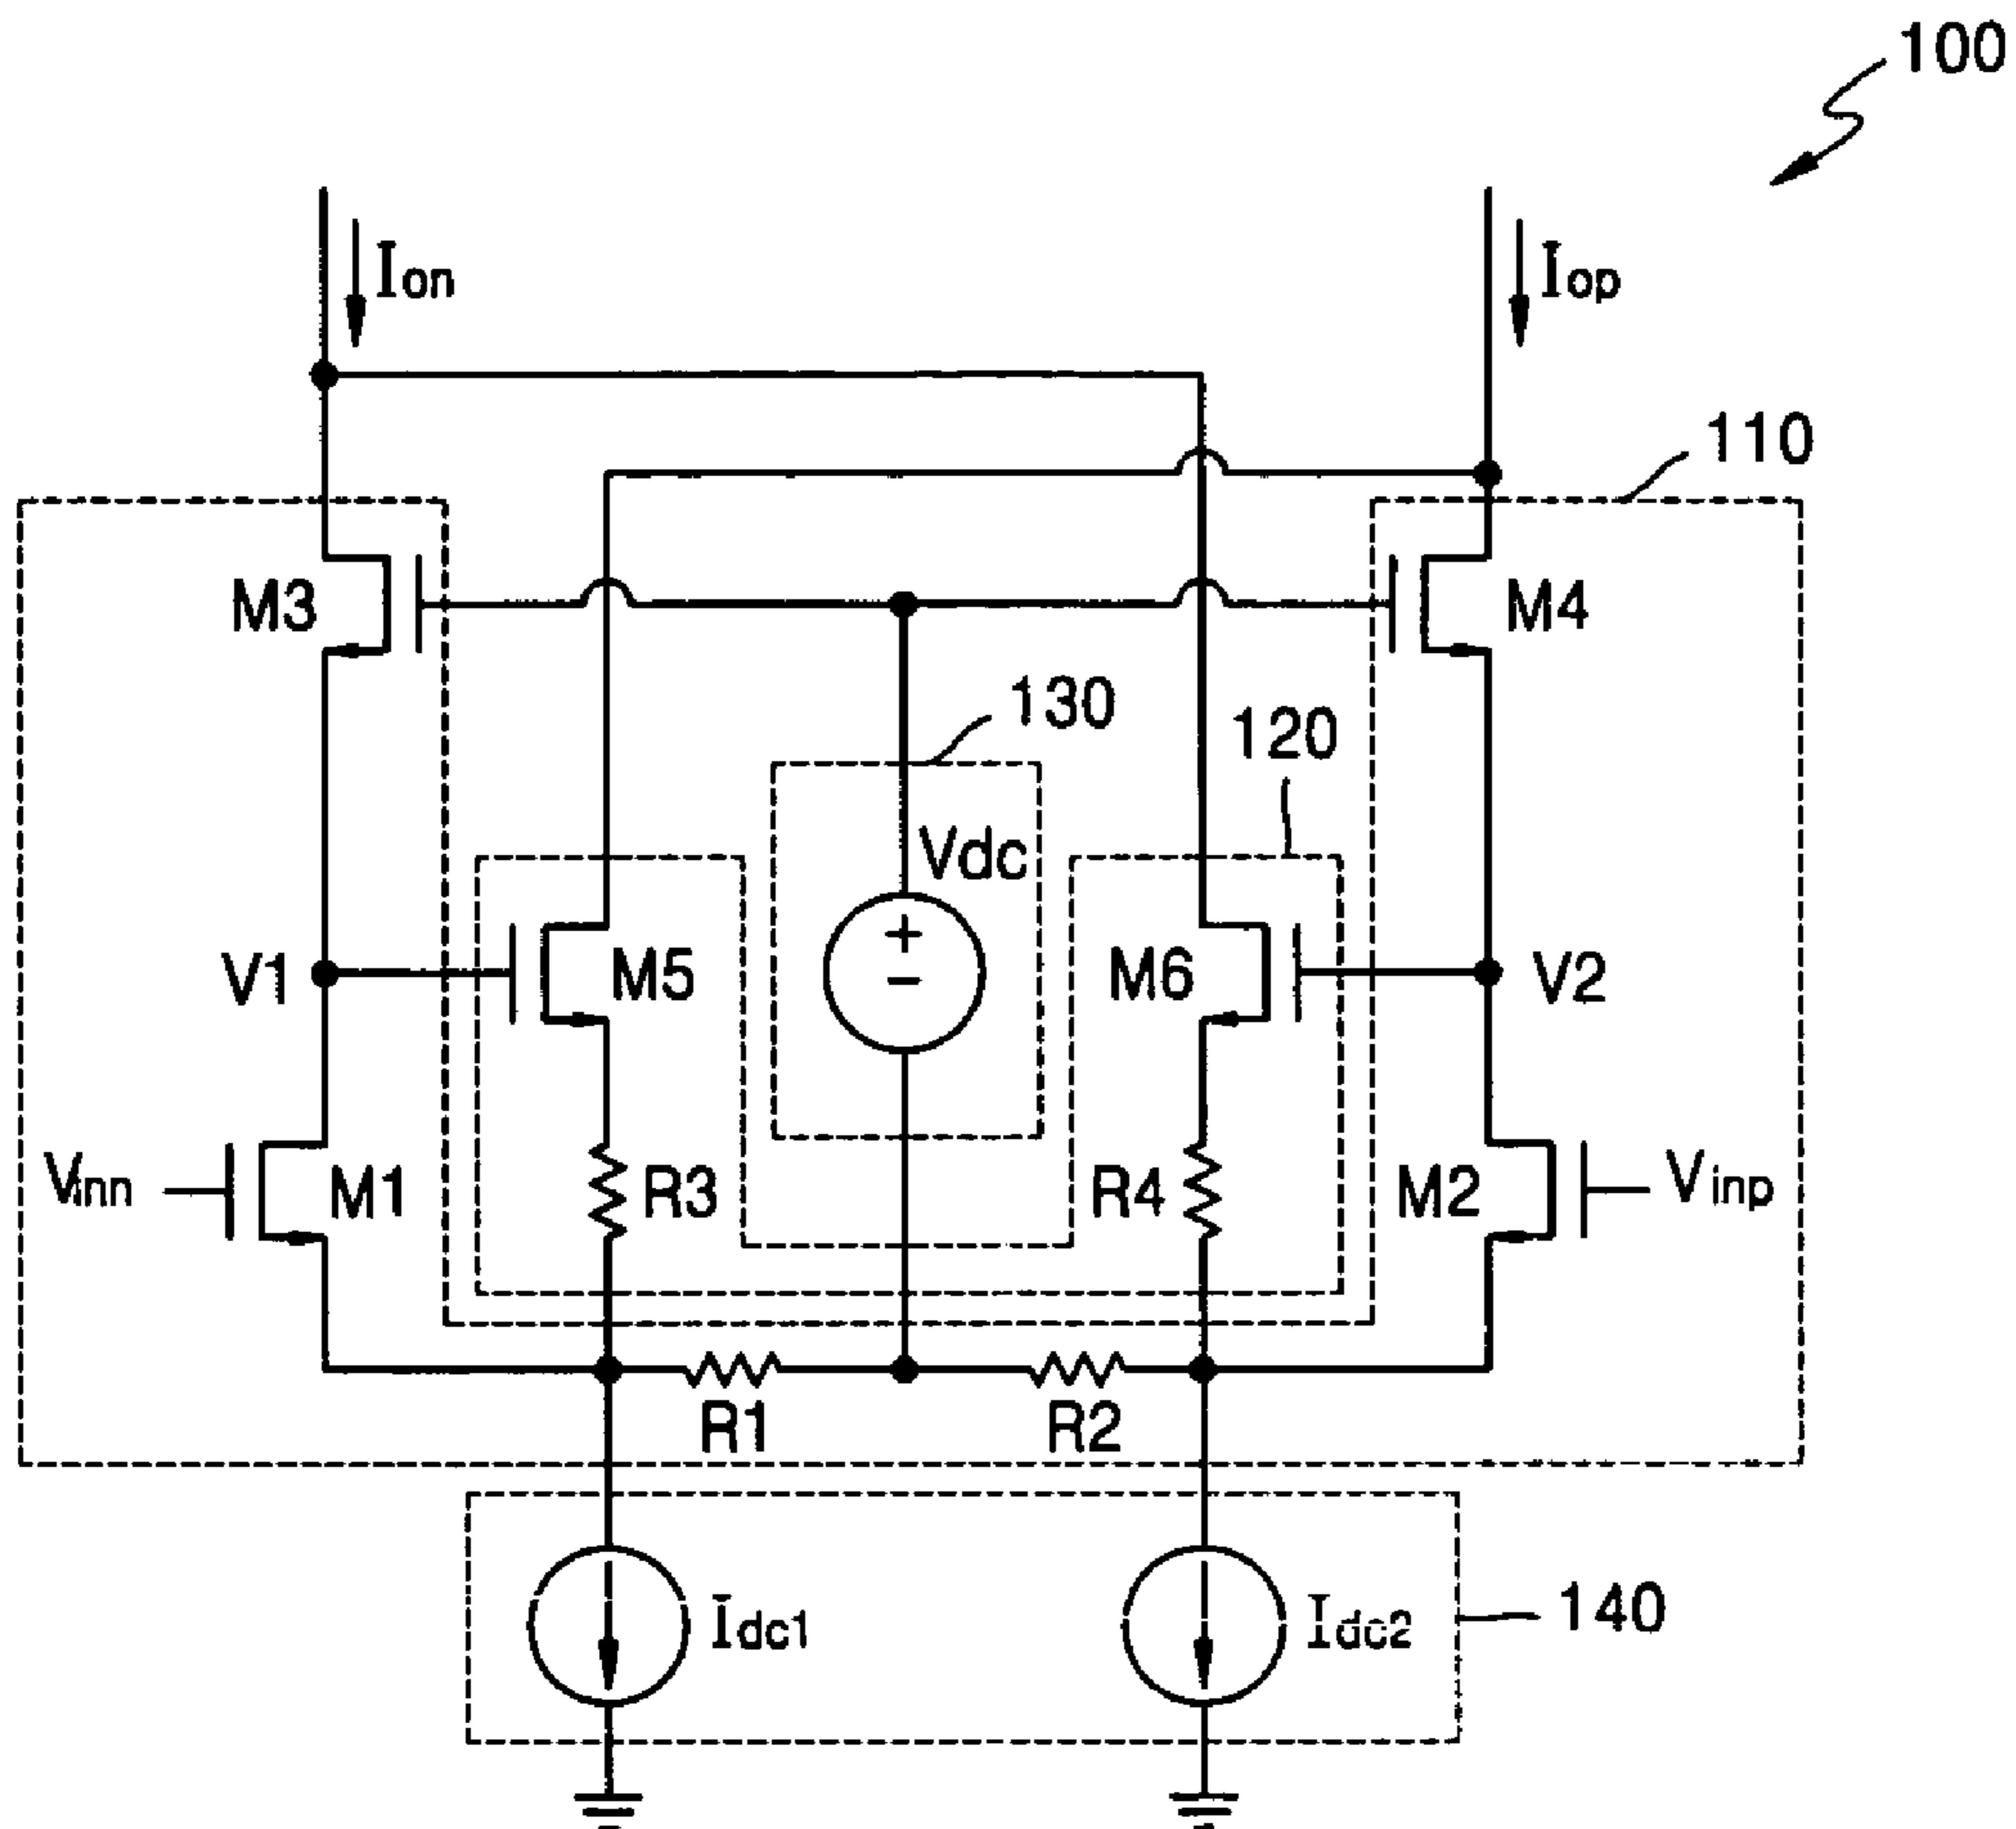 100
Ion
Iop
110
M3
M4
130
120
Vdc
+
−
V1
M5
M6
V2
Vinn
M1
R3
R4
M2
Vinp
R1
R2
Idc1
Idc2
140